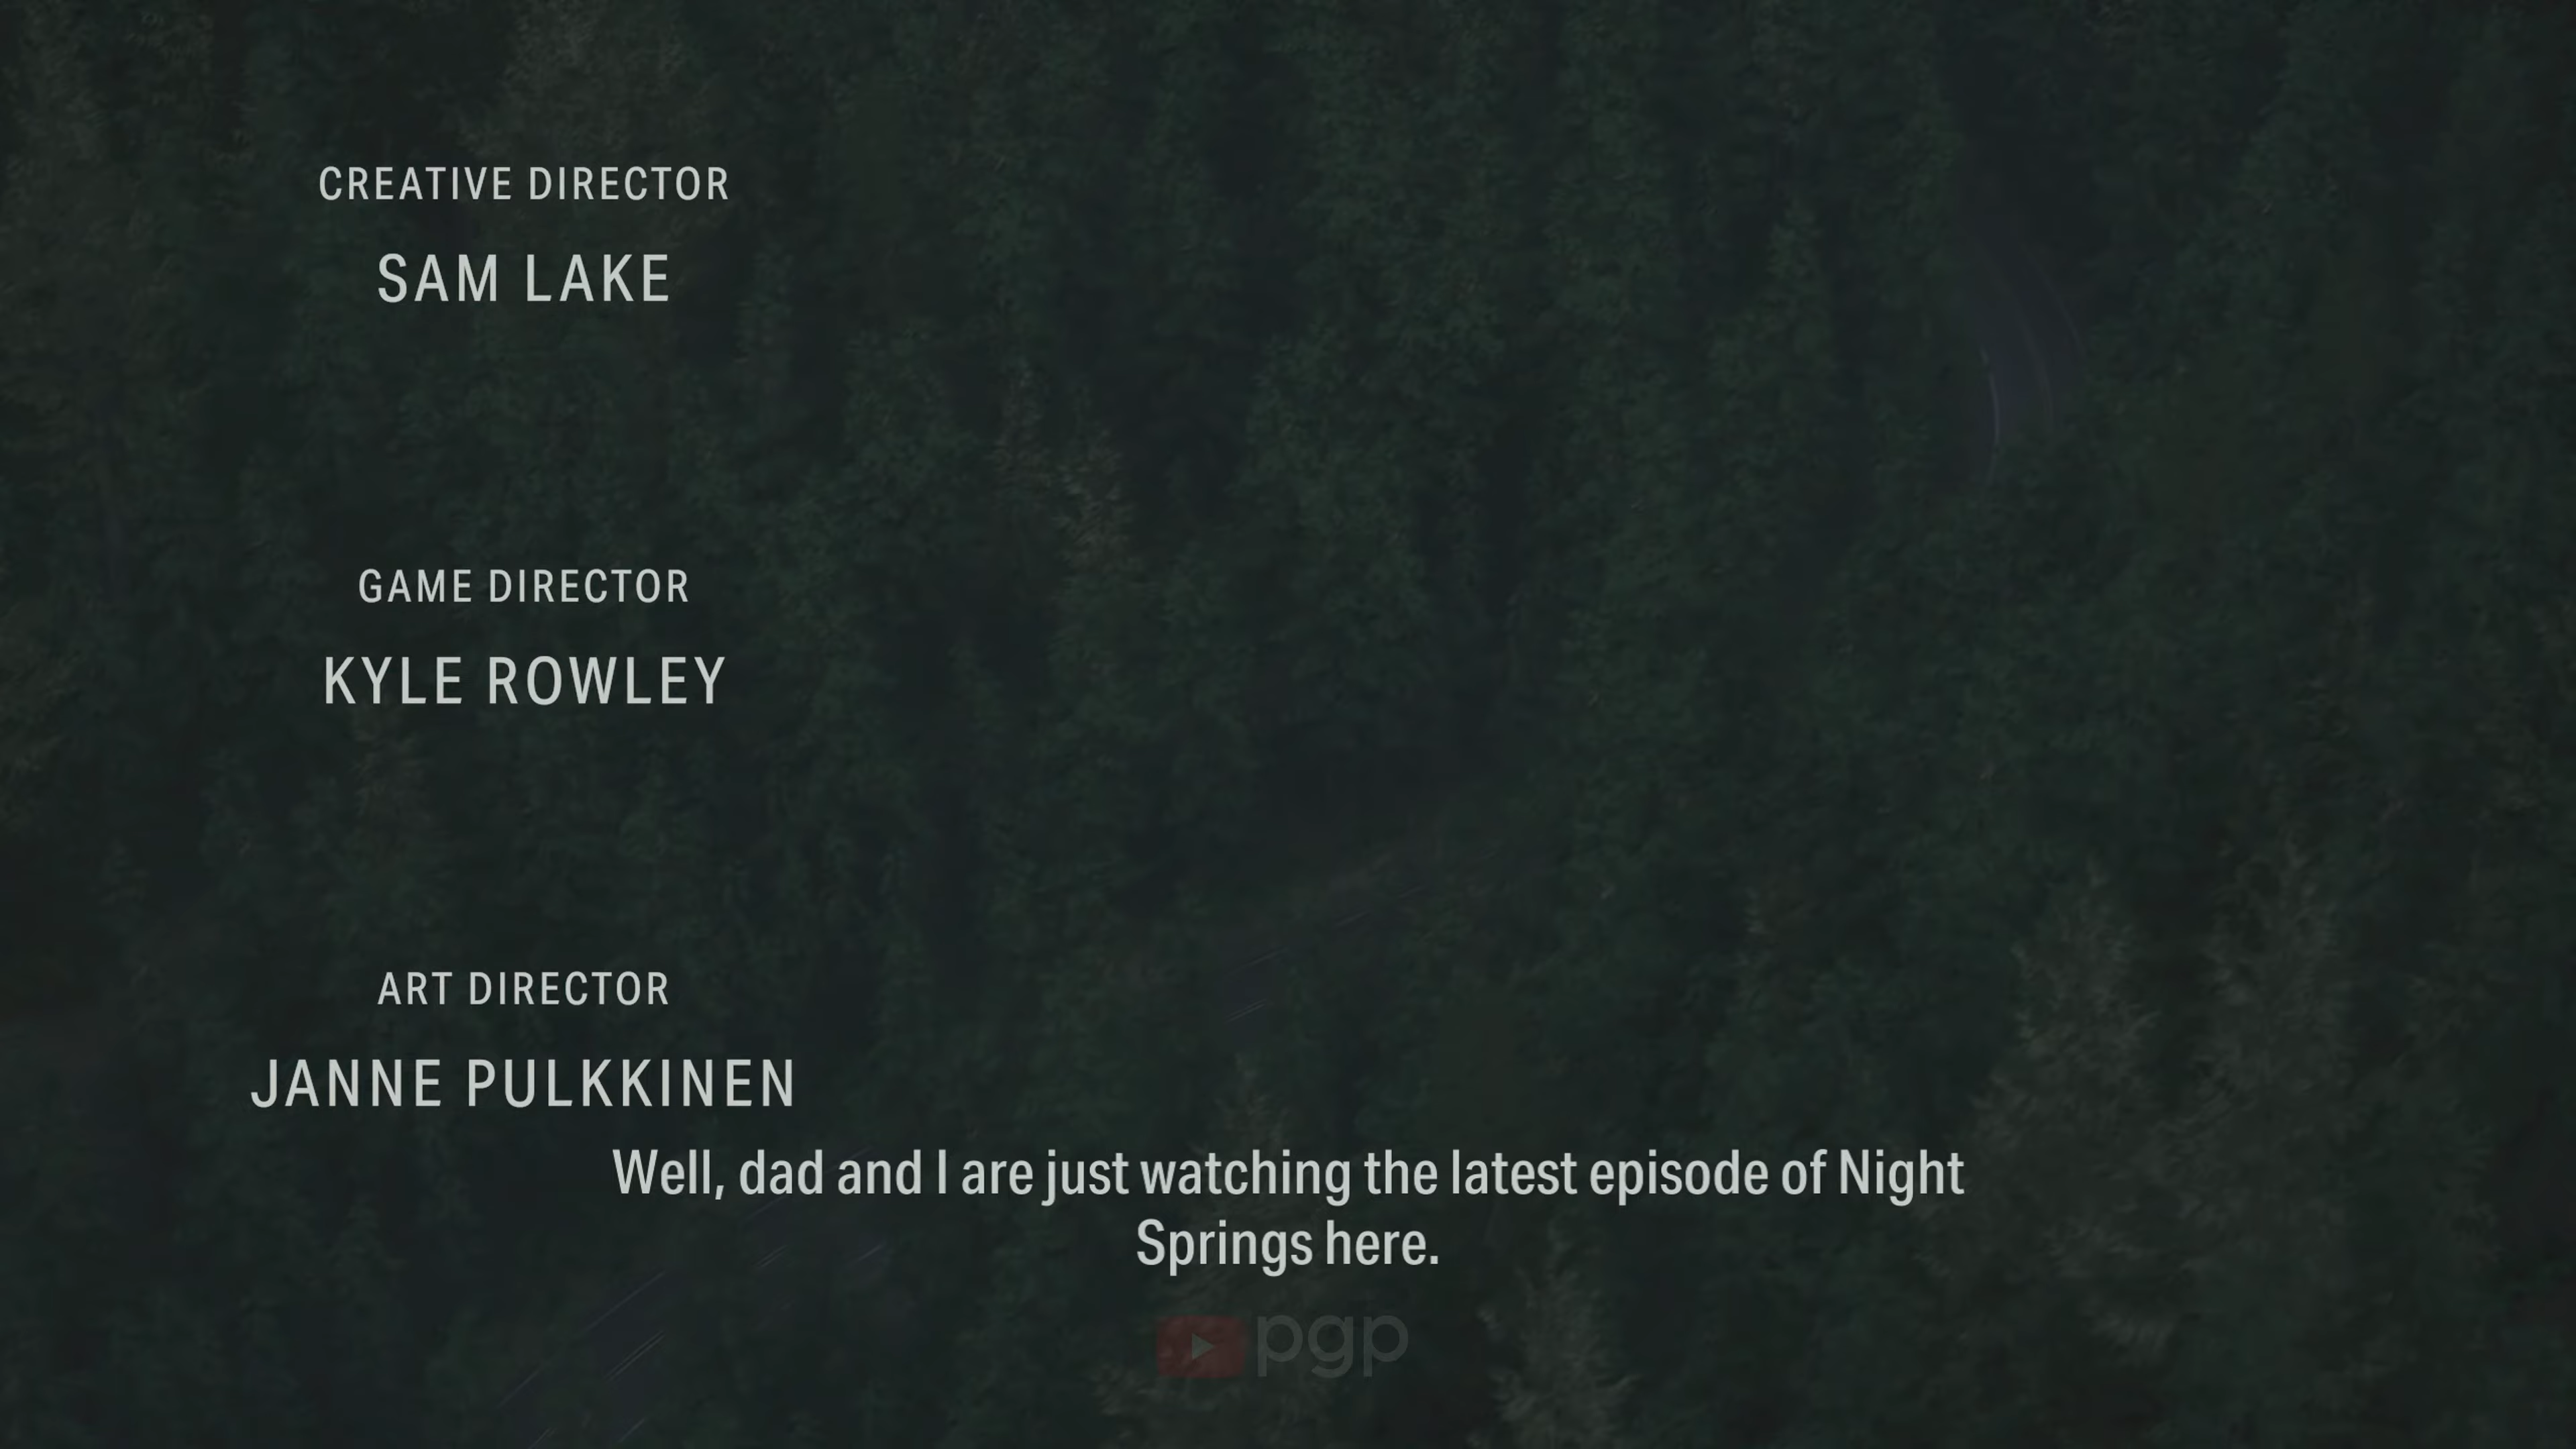 CREATIVE DIRECTOR
SAM LAKE
GAME DIRECTOR
KYLE ROWLEY
ART DIRECTOR
JANNE PULKKINEN
Well, dad and I are just watching the latest episode of Night
Springs here.
pgp